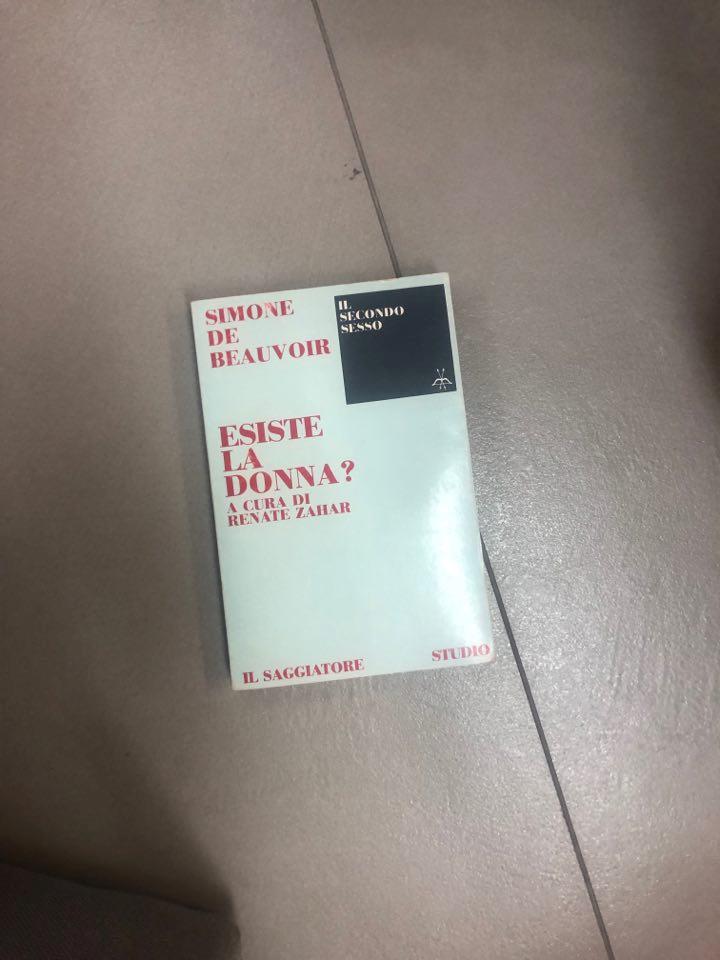 SIMONE
DE
BEAUVOIR
IL
SECONDO
SESSO
ESISTE
LA
DONNA?
A CURA DI
RENATE ZAHAR
IL SAGGIATORE
STUDIO